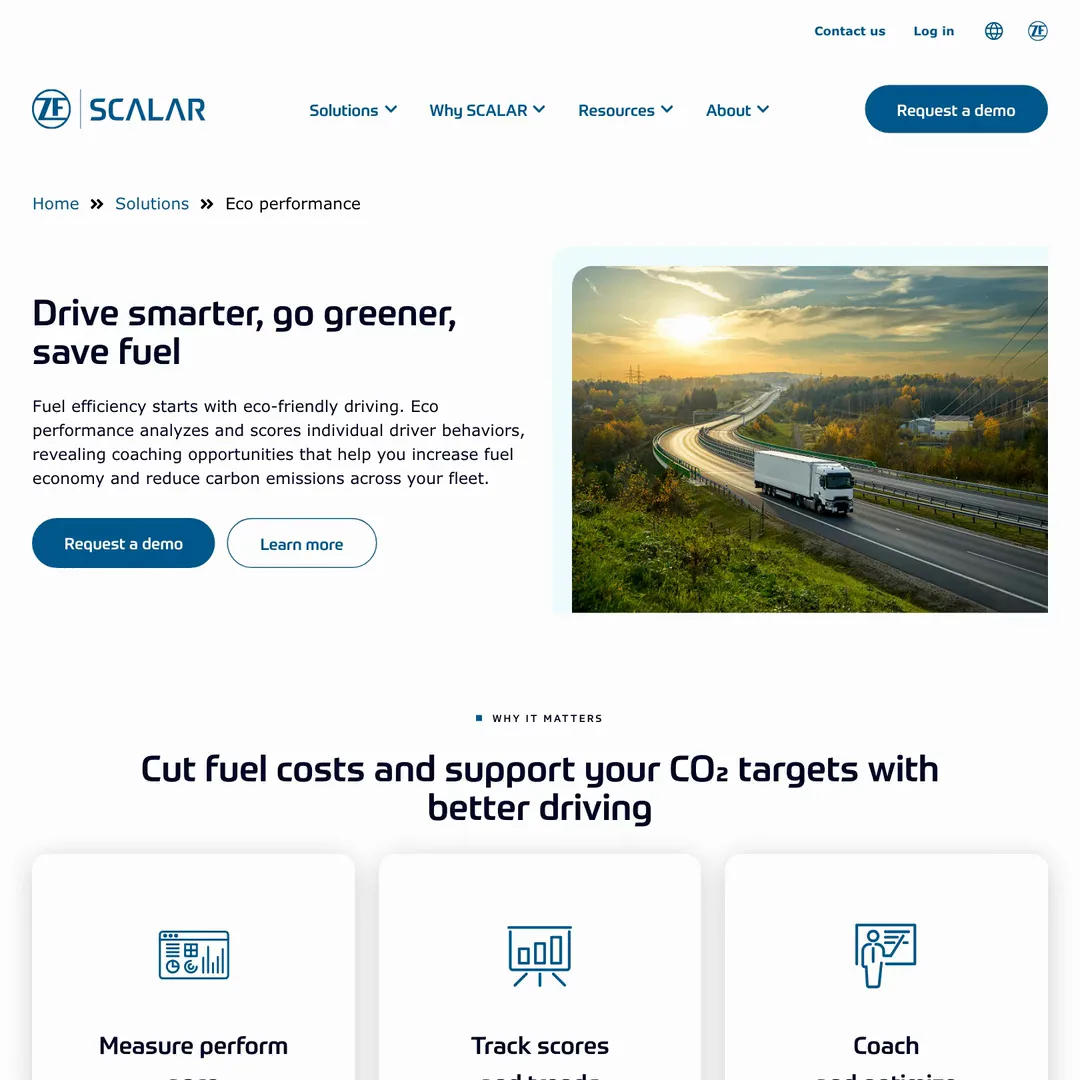 Contact us
Log in
ZF
ZF
SCALAR
Solutions
Why SCALAR
Resources
About
Request a demo
Home
Solutions
Eco performance
Drive smarter, go greener,
save fuel
Fuel efficiency starts with eco-friendly driving. Eco
performance analyzes and scores individual driver behaviors,
revealing coaching opportunities that help you increase fuel
economy and reduce carbon emissions across your fleet.
Request a demo
Learn more
WHY IT MATTERS
Cut fuel costs and support your CO₂ targets with
better driving
Measure perform
Track scores
Coach
and trends
and optimize